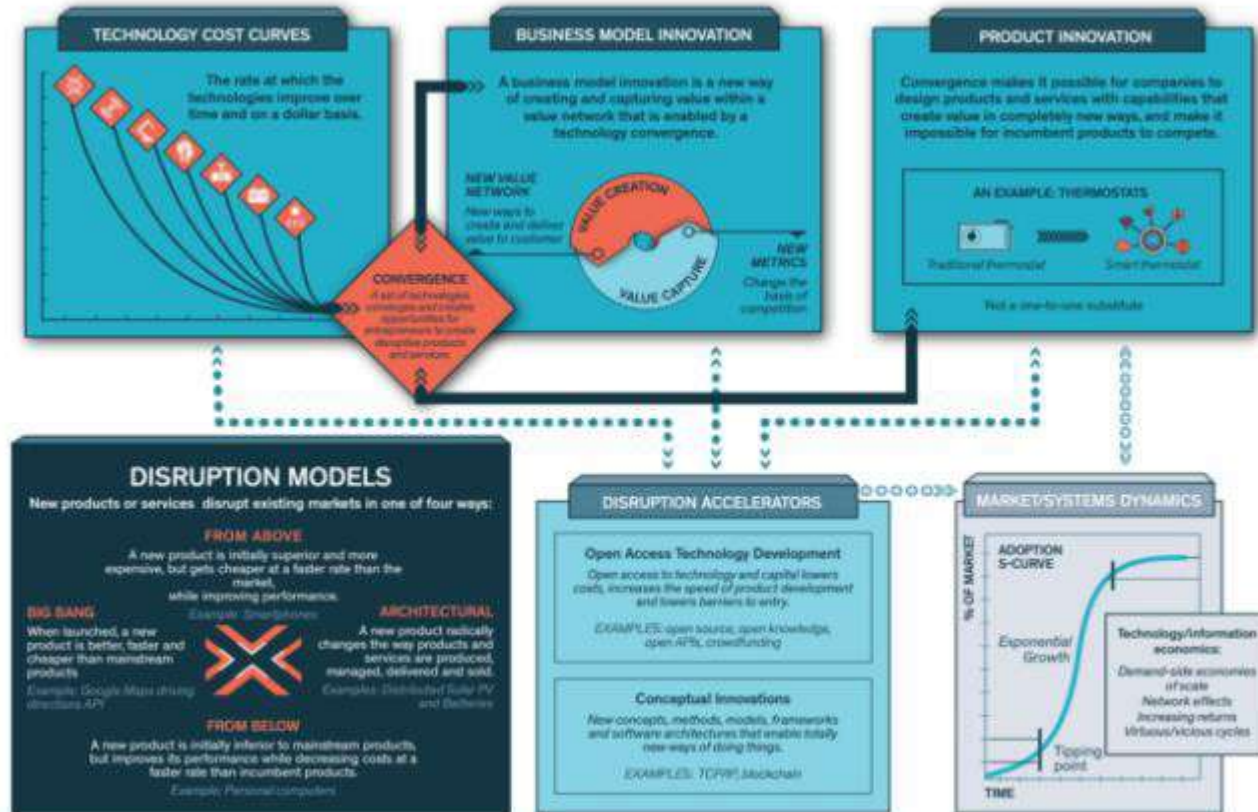 TECHNOLOGY COST CURVES
The rate at which the
technologies improve over
time and on a dollar basis.
BUSINESS MODEL INNOVATION
A business model innovation is a new way
of creating and capturing value within a
value network that is enabled by a
technology convergence.
NEW VALUE
NETWORK
New ways to
create and deliver
value to customer
VALUE CREATION
VALUE CAPTURE
NEW
METRICS
Change the
basis of
competition
PRODUCT INNOVATION
Convergence makes it possible for companies to
design products and services with capabilities that
create value in completely new ways, and make it
impossible for incumbent products to compete.
AN EXAMPLE: THERMOSTATS
Traditional thermostat
Smart thermostat
Not a one-to-one substitute
CONVERGENCE
A set of technologies
converges and creates
opportunities for
entrepreneurs to create
disruptive products
and services
DISRUPTION MODELS
New products or services disrupt existing markets in one of four ways:
FROM ABOVE
A new product is initially superior and more
expensive, but gets cheaper at a faster rate than the
market,
while improving performance.
Example: Smartphones
BIG BANG
When launched, a new
product is better, faster and
cheaper than mainstream
products
Example: Google Maps driving
directions API
ARCHITECTURAL
A new product radically
changes the way products and
services are produced,
managed, delivered and sold.
Examples: Distributed Solar PV
and Batteries
FROM BELOW
A new product is initially inferior to mainstream products,
but improves its performance while decreasing costs at a
faster rate than incumbent products.
Example: Personal computers
DISRUPTION ACCELERATORS
Open Access Technology Development
Open access to technology and capital lowers
costs, increases the speed of product development
and lowers barriers to entry.
EXAMPLES: open source, open knowledge,
open APIs, crowdfunding
Conceptual Innovations
New concepts, methods, models, frameworks
and software architectures that enable totally
new ways of doing things.
EXAMPLES: TCP/IP, blockchain
MARKET/SYSTEMS DYNAMICS
% OF MARKET
ADOPTION
S-CURVE
Exponential
Growth
Tipping
point
TIME
Technology/information
economics:
Demand-side economies
of scale
Network effects
Increasing returns
Virtuous/vicious cycles